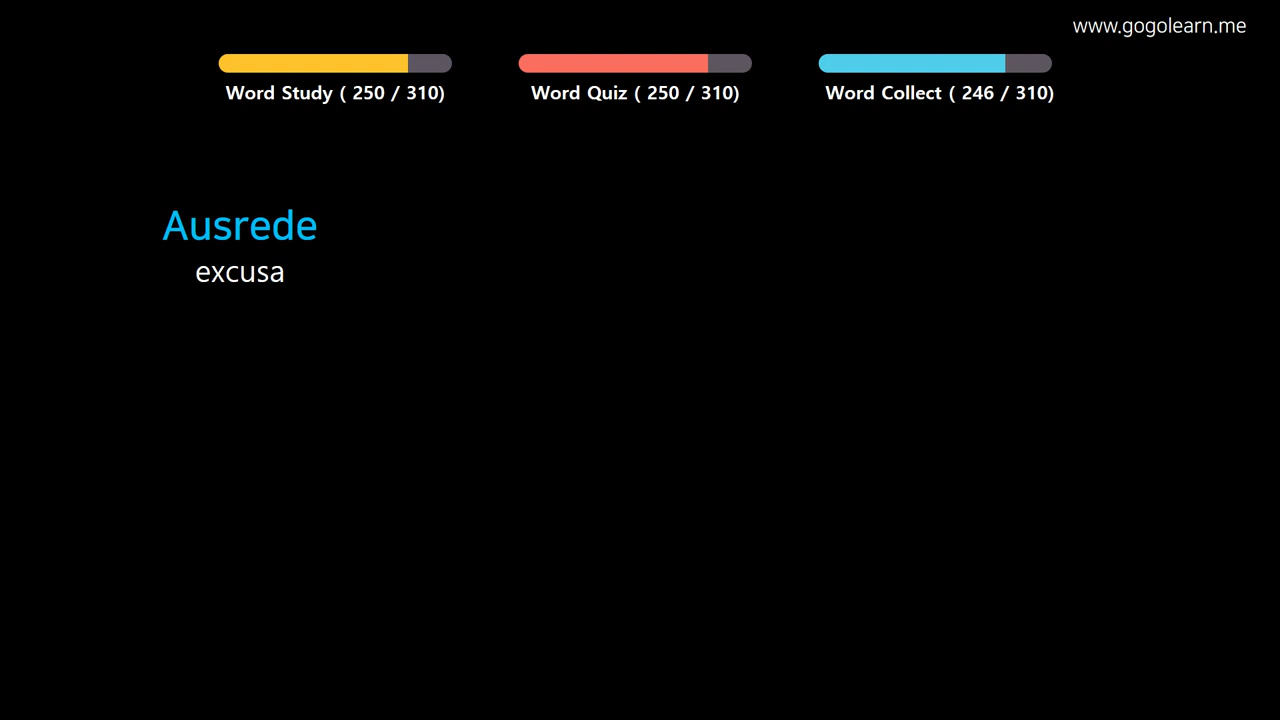 www.gogolearn.me
Word Study ( 250 / 310)
Word Quiz ( 250 / 310)
Word Collect ( 246 / 310)
Ausrede
excusa